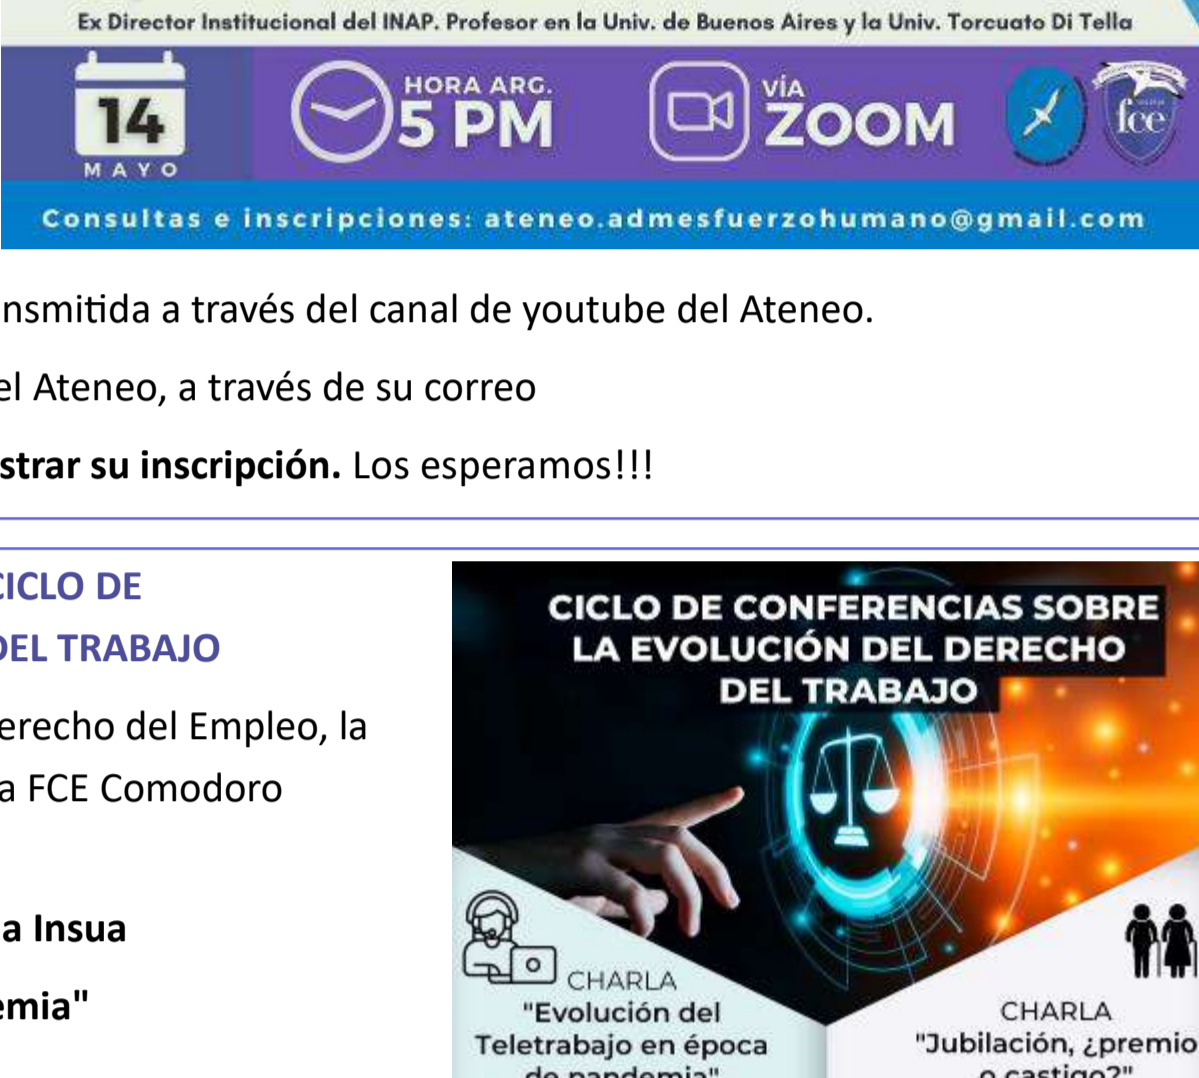 Ex Director Institucional del INAP. Profesor en la Univ. de Buenos Aires y la Univ. Torcuato Di Tella
14
MAYO
HORA ARG.
5 PM
VÍA
ZOOM
fce
Consultas e inscripciones: ateneo.admesfuerzohumano@gmail.com
nsmitida a través del canal de youtube del Ateneo.
el Ateneo, a través de su correo
strar su inscripción. Los esperamos!!!
CICLO DE
DEL TRABAJO
erecho del Empleo, la
a FCE Comodoro
a Insua
emia"
CICLO DE CONFERENCIAS SOBRE
LA EVOLUCIÓN DEL DERECHO
DEL TRABAJO
CHARLA
"Evolución del
Teletrabajo en época
de pandemia"
CHARLA
"Jubilación, ¿premio
o castigo?"